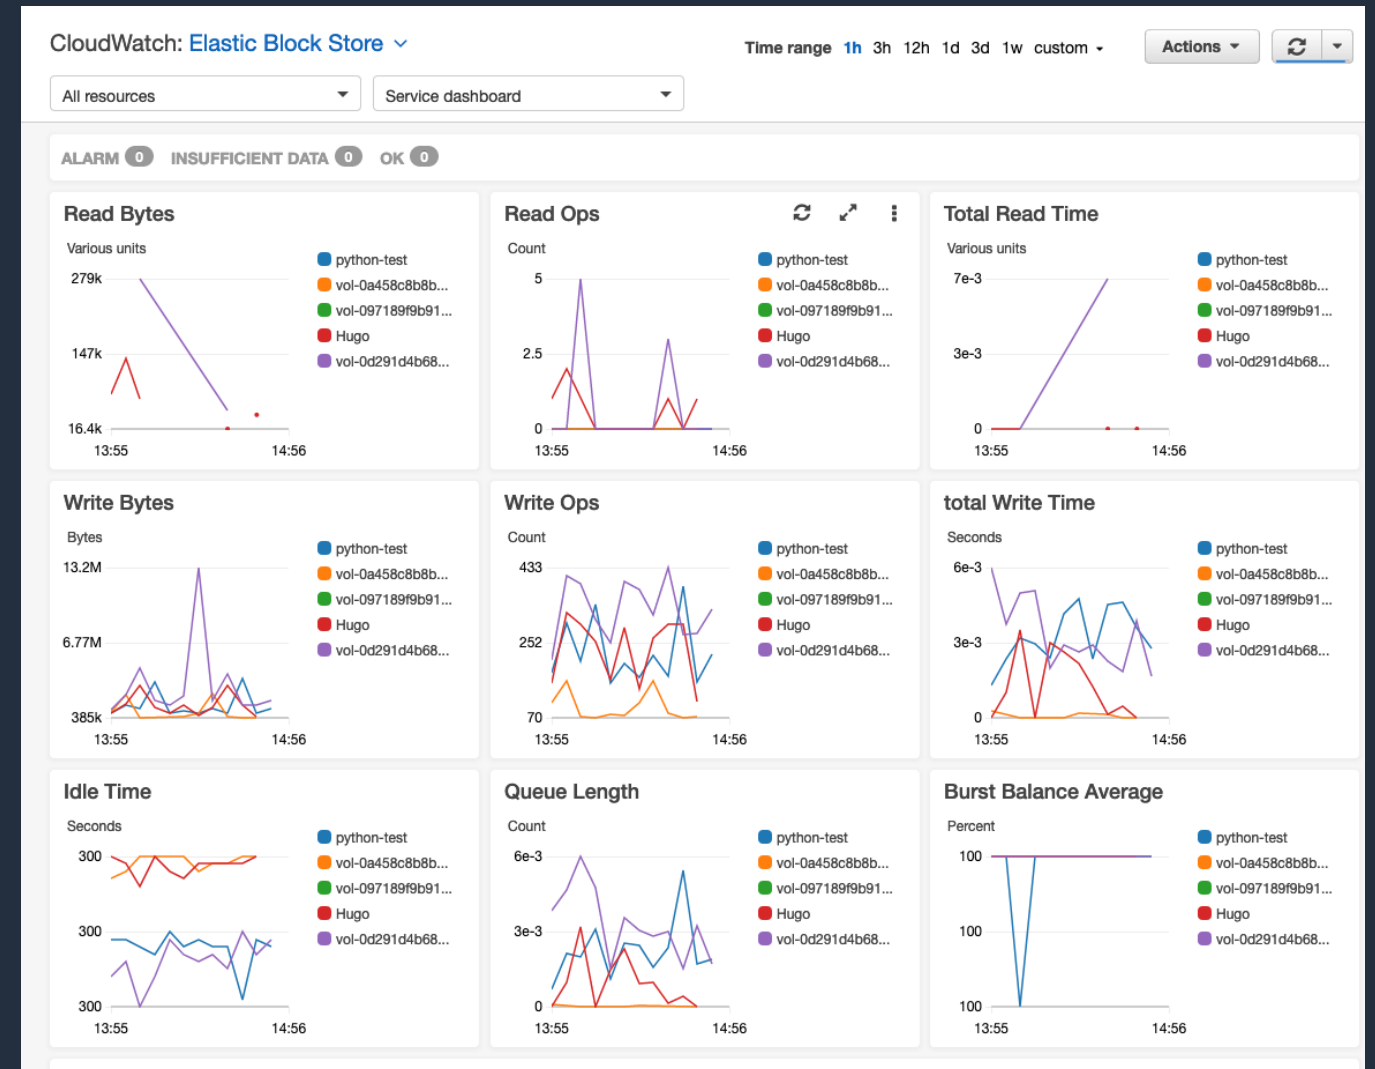 CloudWatch: Elastic Block Store
Time range 1h 3h 12h 1d 3d 1w custom
Actions
All resources
Service dashboard
ALARM 0 INSUFFICIENT DATA 0 OK 0
Read Bytes
Various units
279k
147k
16.4k
13:55 14:56
python-test
vol-0a458c8b8b...
vol-097189f9b91...
Hugo
vol-0d291d4b68...
Read Ops
Count
5
2.5
0
13:55 14:56
python-test
vol-0a458c8b8b...
vol-097189f9b91...
Hugo
vol-0d291d4b68...
Total Read Time
Various units
7e-3
3e-3
0
13:55 14:56
python-test
vol-0a458c8b8b...
vol-097189f9b91...
Hugo
vol-0d291d4b68...
Write Bytes
Bytes
13.2M
6.77M
385k
13:55 14:56
python-test
vol-0a458c8b8b...
vol-097189f9b91...
Hugo
vol-0d291d4b68...
Write Ops
Count
433
252
70
13:55 14:56
python-test
vol-0a458c8b8b...
vol-097189f9b91...
Hugo
vol-0d291d4b68...
total Write Time
Seconds
6e-3
3e-3
0
13:55 14:56
python-test
vol-0a458c8b8b...
vol-097189f9b91...
Hugo
vol-0d291d4b68...
Idle Time
Seconds
300
300
300
13:55 14:56
python-test
vol-0a458c8b8b...
vol-097189f9b91...
Hugo
vol-0d291d4b68...
Queue Length
Count
6e-3
3e-3
0
13:55 14:56
python-test
vol-0a458c8b8b...
vol-097189f9b91...
Hugo
vol-0d291d4b68...
Burst Balance Average
Percent
100
100
100
13:55 14:56
python-test
vol-0a458c8b8b...
vol-097189f9b91...
Hugo
vol-0d291d4b68...